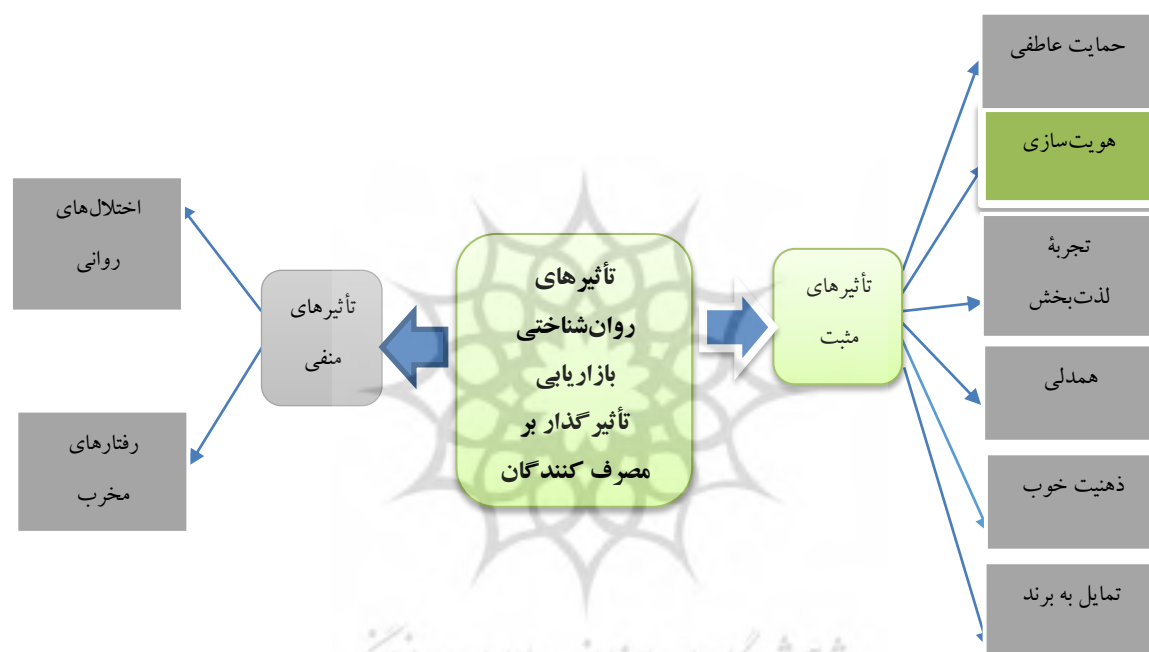 حمایت عاطفی
هویت‌سازی
تجربۀ
لذت‌بخش
همدلی
ذهنیت خوب
تمایل به برند
تأثیرهای
مثبت
تأثیرهای
روان‌شناختی
بازاریابی
تأثیرگذار بر
مصرف کنندگان
تأثیرهای
منفی
اختلال‌های
روانی
رفتارهای
مخرب